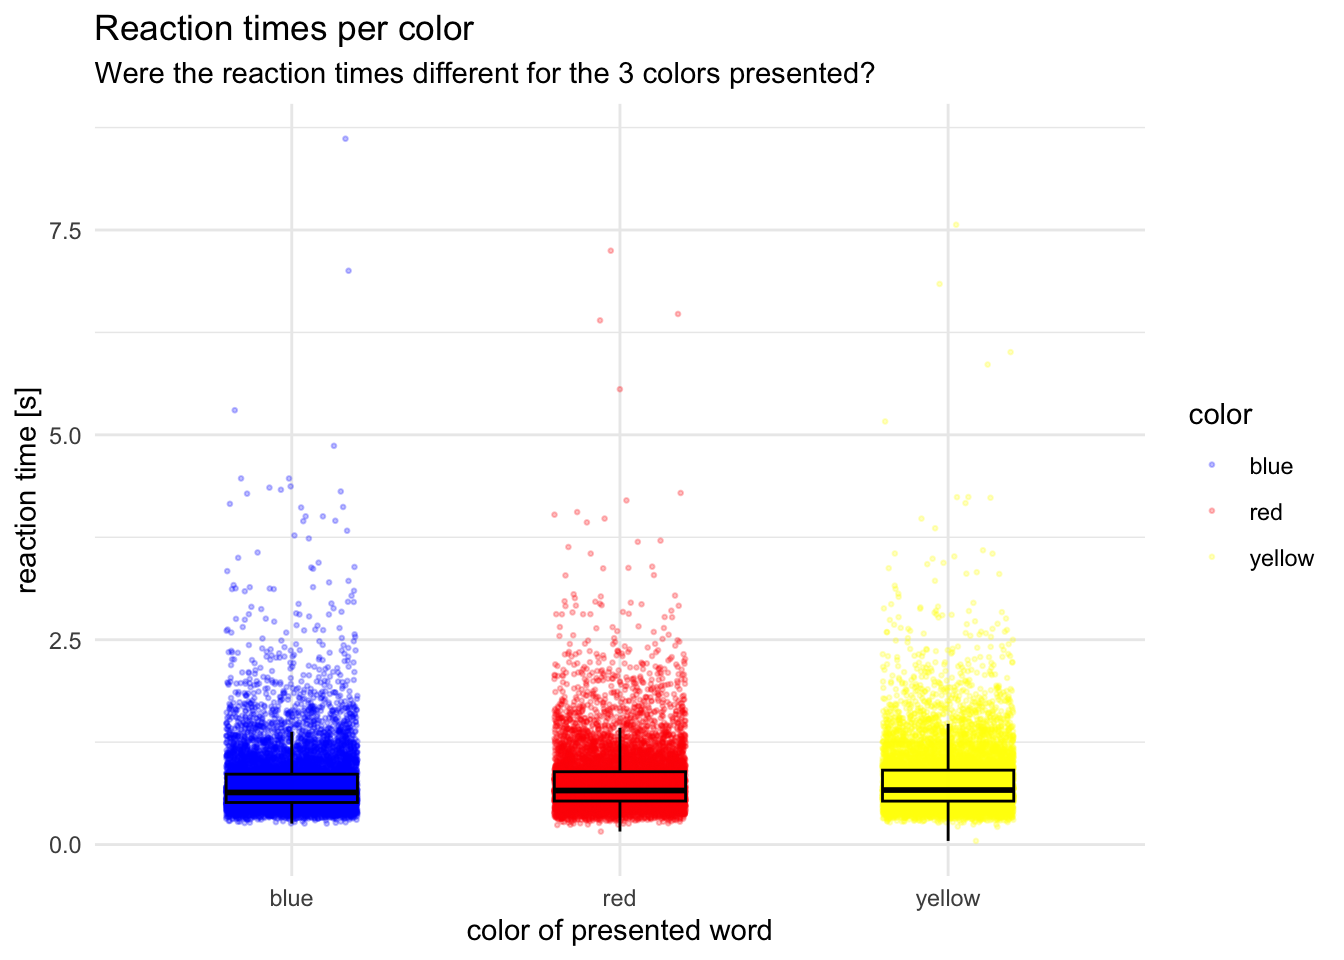 Reaction times per color
Were the reaction times different for the 3 colors presented?
reaction time [s]
7.5
5.0
2.5
0.0
blue
red
yellow
color of presented word
color
blue
red
yellow